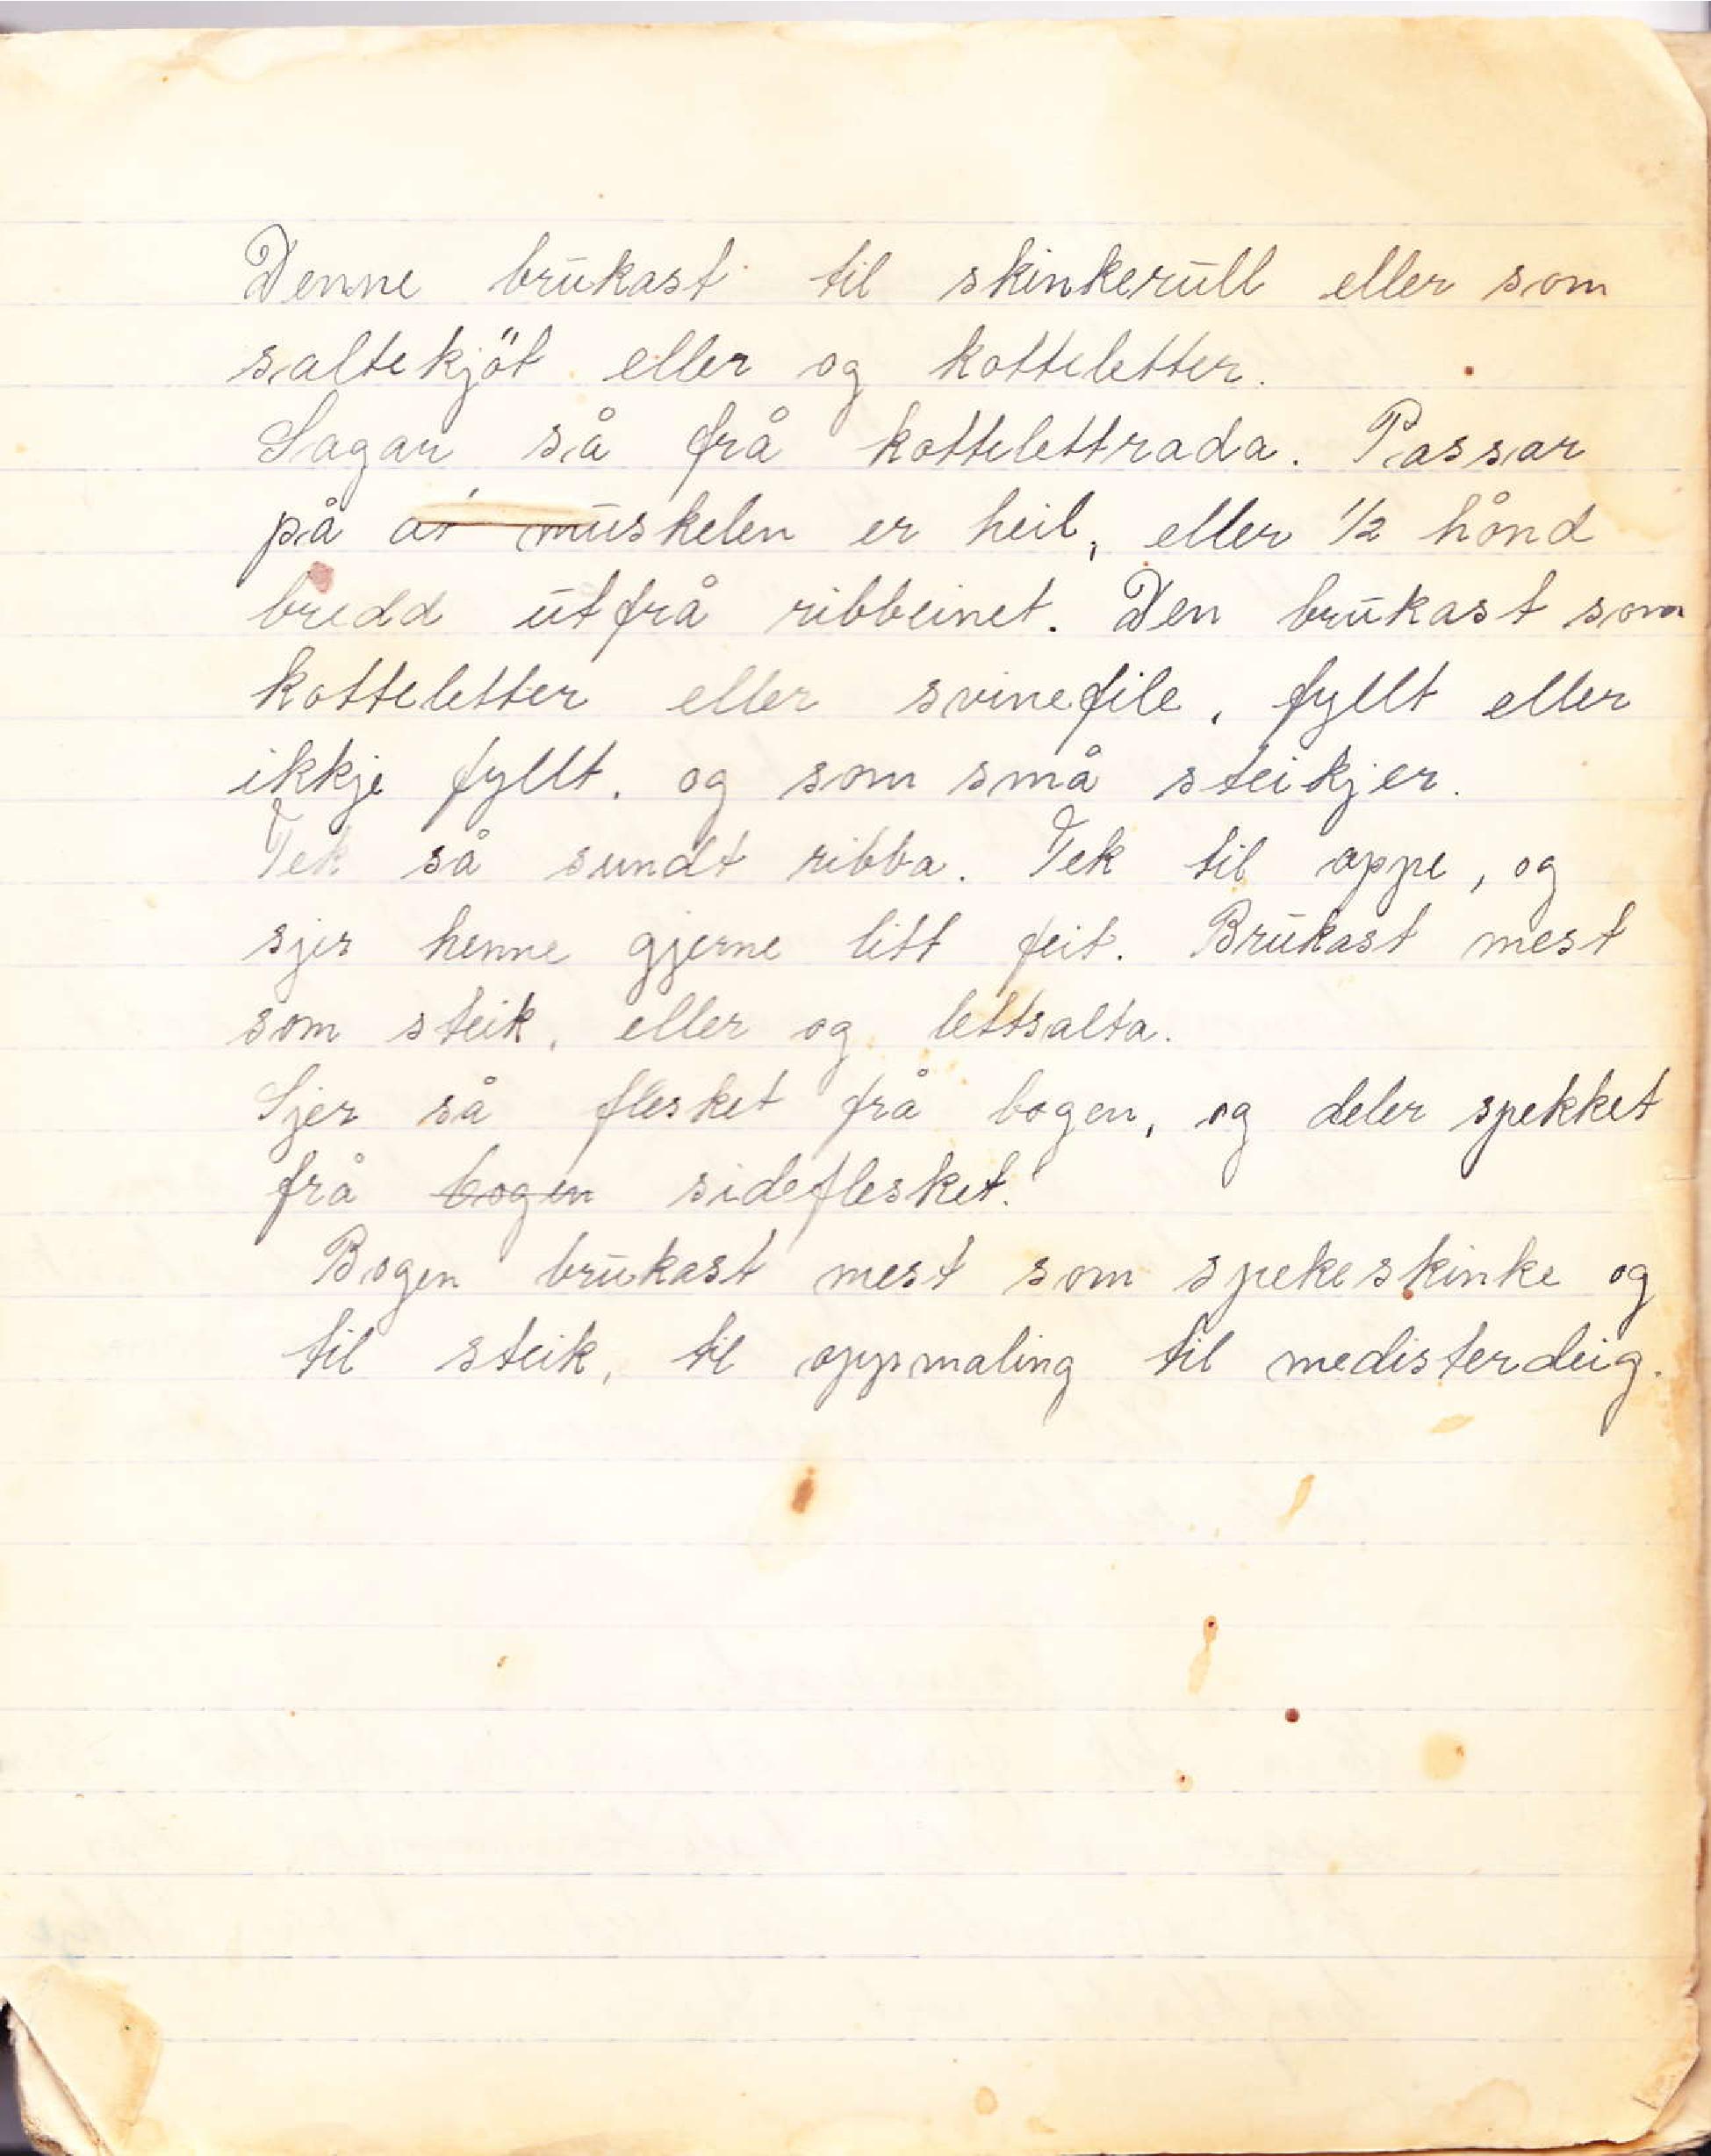 Denne brukast til skinkerull eller som
saltekjöt eller og kotteletter.
Sagar så frå kottelettrada. Passar
på at muskelen er heil, eller 1/2 hånd
bredd utfrå ribbeinet. Den brukast som
kotteletter eller svinefile, fyllt eller
ikkje fyllt, og som små steikjer.
Tek så sundt ribba. Tek til oppe, og
sjer henne gjerne litt feit. Brukast mest
som steik, eller og lettsalta.
Sjer så flesket frå bogen, og deler spekket
frå bogen sideflesket.
Bogen brukast mest som spekeskinke og
til steik, til oppmaling til medisterdeig.